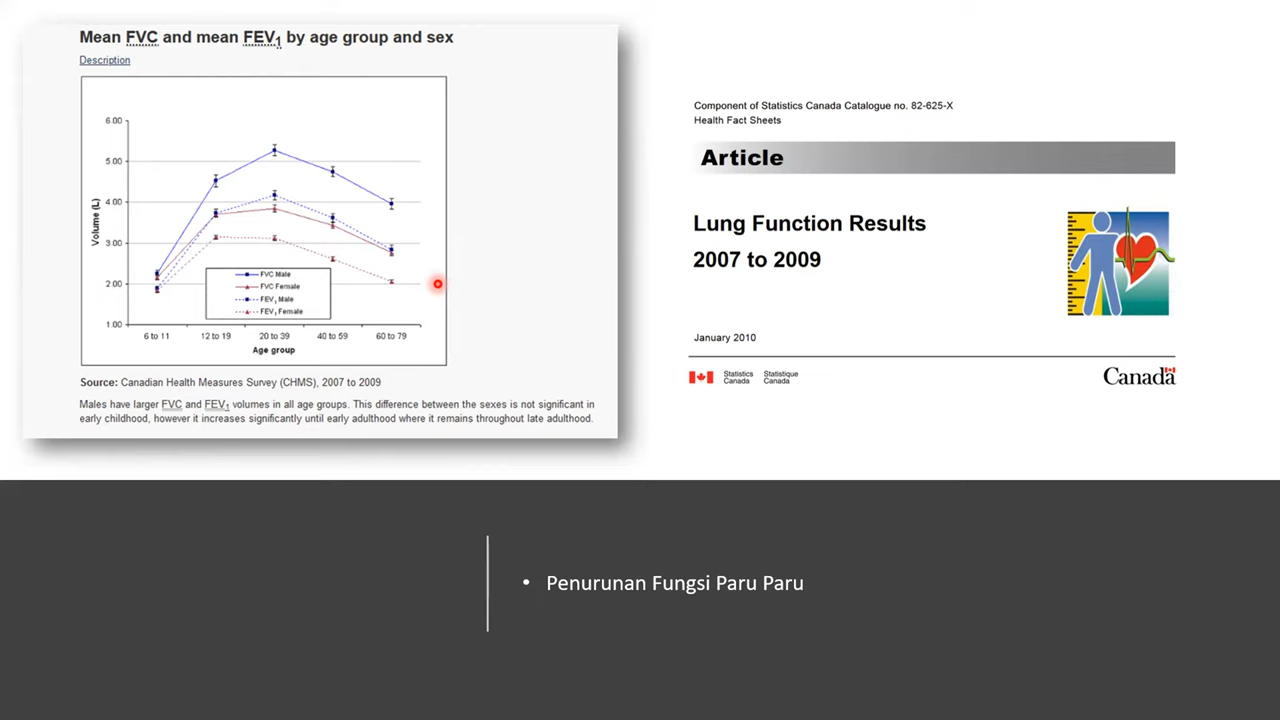 Mean FVC and mean FEV1 by age group and sex
Description
6.00
5.00
4.00
3.00
2.00
1.00
Volume (L)
FVC Male
FVC Female
FEV1 Male
FEV1 Female
6 to 11
12 to 19
20 to 39
40 to 59
60 to 79
Age group
Source: Canadian Health Measures Survey (CHMS), 2007 to 2009
Males have larger FVC and FEV1 volumes in all age groups. This difference between the sexes is not significant in
early childhood, however it increases significantly until early adulthood where it remains throughout late adulthood.
Component of Statistics Canada Catalogue no. 82-625-X
Health Fact Sheets
Article
Lung Function Results
2007 to 2009
January 2010
Statistics
Canada
Statistique
Canada
Canada
• Penurunan Fungsi Paru Paru